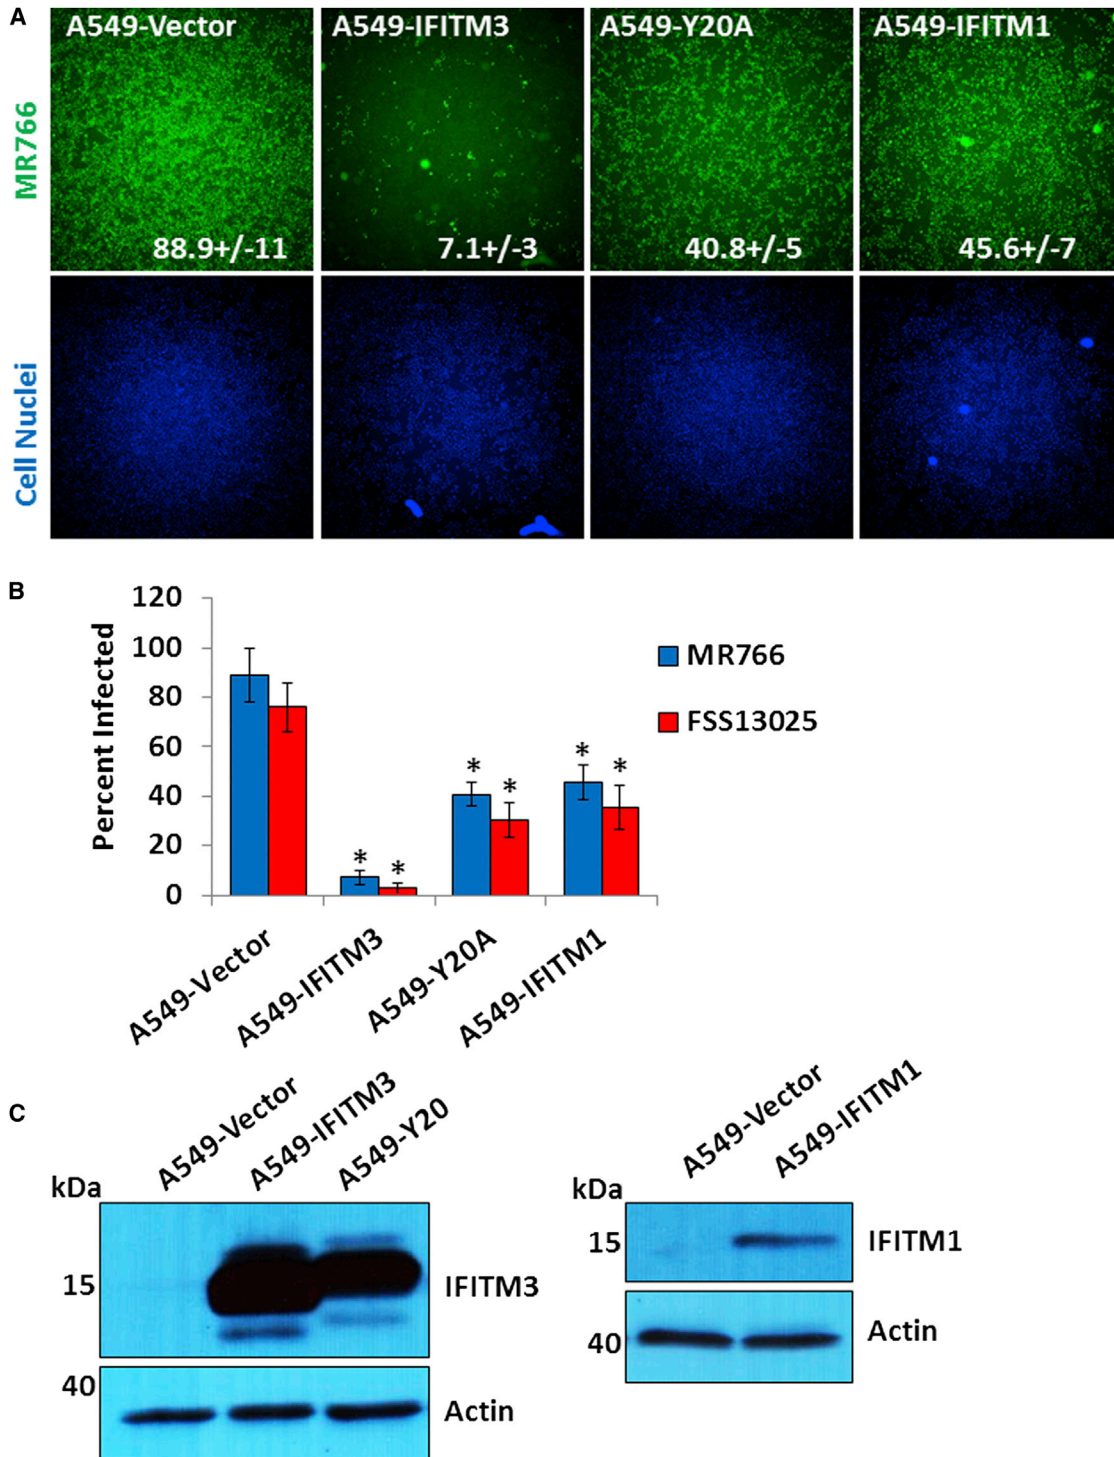 A
A549-Vector
A549-IFITM3
A549-Y20A
A549-IFITM1
MR766
88.9+/-11
7.1+/-3
40.8+/-5
45.6+/-7
Cell Nuclei
B
Percent Infected
120
100
80
60
40
20
0
* * * * * *
MR766
FSS13025
A549-Vector
A549-IFITM3
A549-Y20A
A549-IFITM1
C
A549-Vector
A549-IFITM3
A549-Y20
kDa
15
IFITM3
40
Actin
A549-Vector
A549-IFITM1
kDa
15
IFITM1
40
Actin